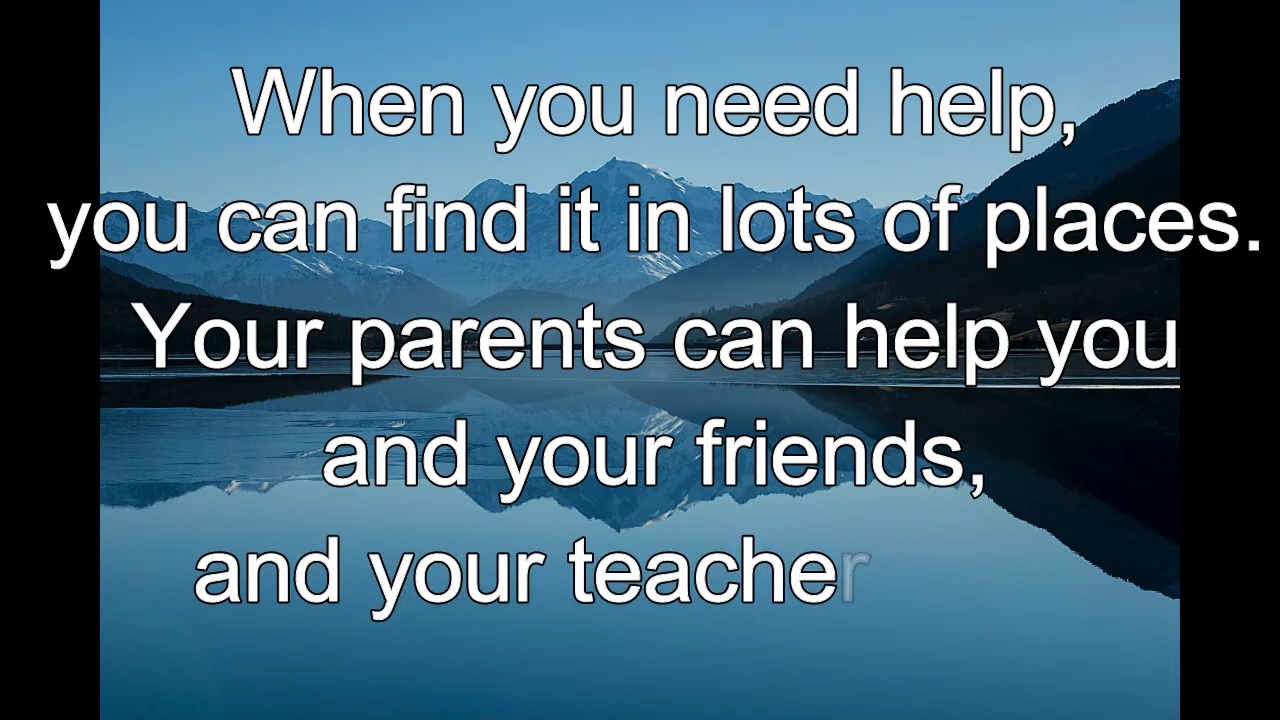 When you need help,
you can find it in lots of places.
Your parents can help you
and your friends,
and your teacher